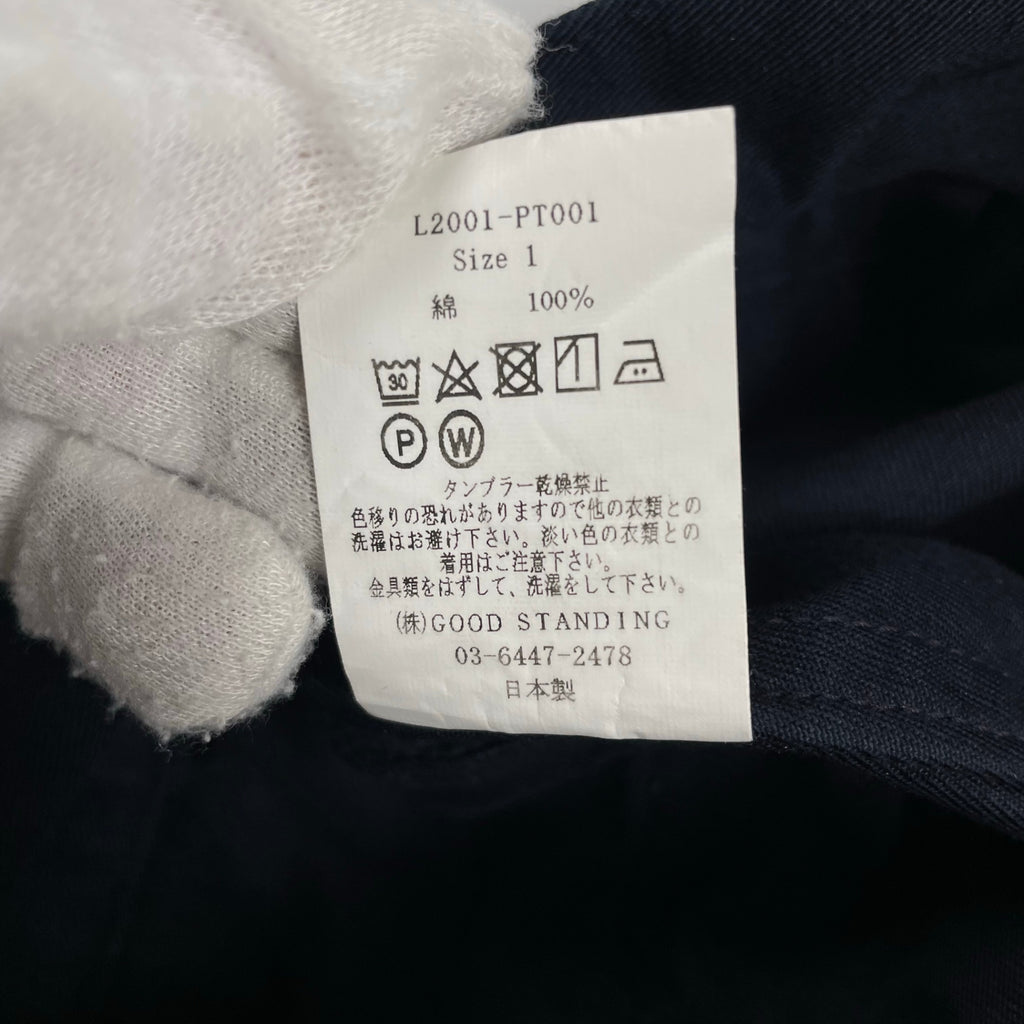 L2001-PT001
Size 1
綿 100%
30
P W
タンブラー乾燥禁止
色移りの恐れがありますので他の衣類との
洗濯はお避け下さい。淡い色の衣類との
着用はご注意下さい。
金具類をはずして、洗濯をして下さい。
(株)GOOD STANDING
03-6447-2478
日本製